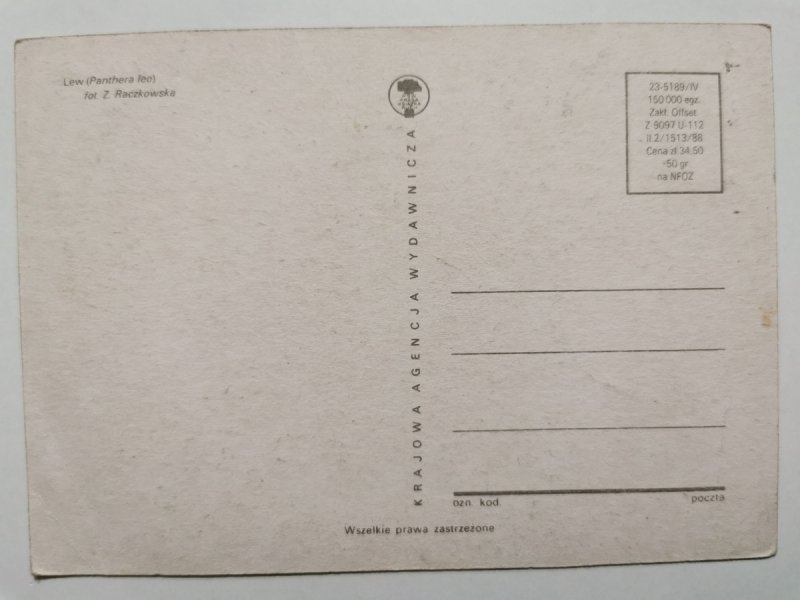 Lew (Panthera leo)
fot. Z. Raczkowska
KRAJOWA AGENCJA WYDAWNICZA
23-5189/IV
150 000 egz.
Zakł. Offset
Z 9097 U-112
II.2/1513/88
Cena zł 34.50
+50 gr
na NFOZ
ozn. kod.
poczta
Wszelkie prawa zastrzeżone